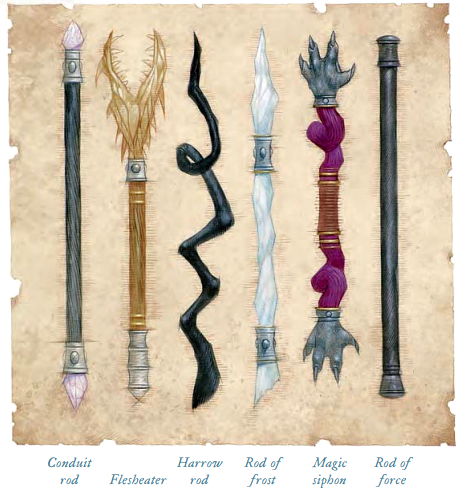 Conduit rod
Flesheater
Harrow rod
Rod of frost
Magic siphon
Rod of force